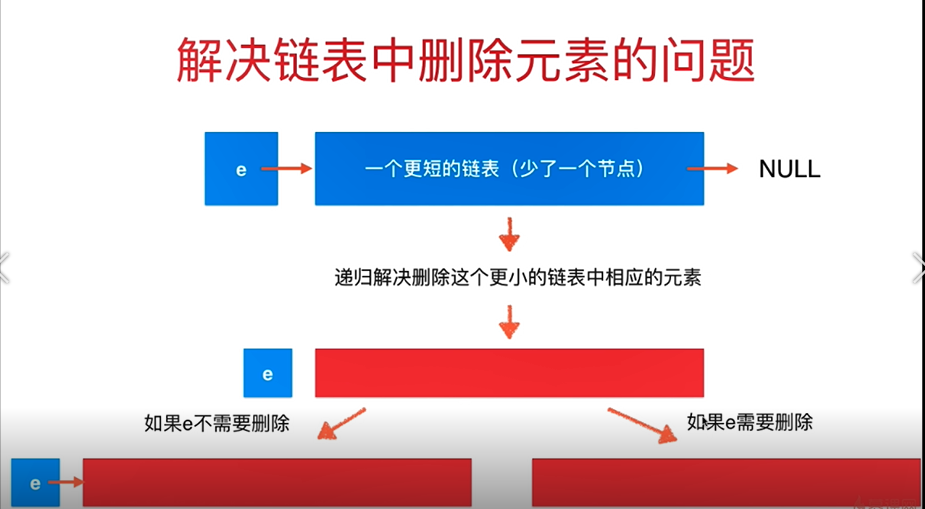 解决链表中删除元素的问题
e
一个更短的链表（少了一个节点）
NULL
递归解决删除这个更小的链表中相应的元素
e
如果e不需要删除
如果e需要删除
e